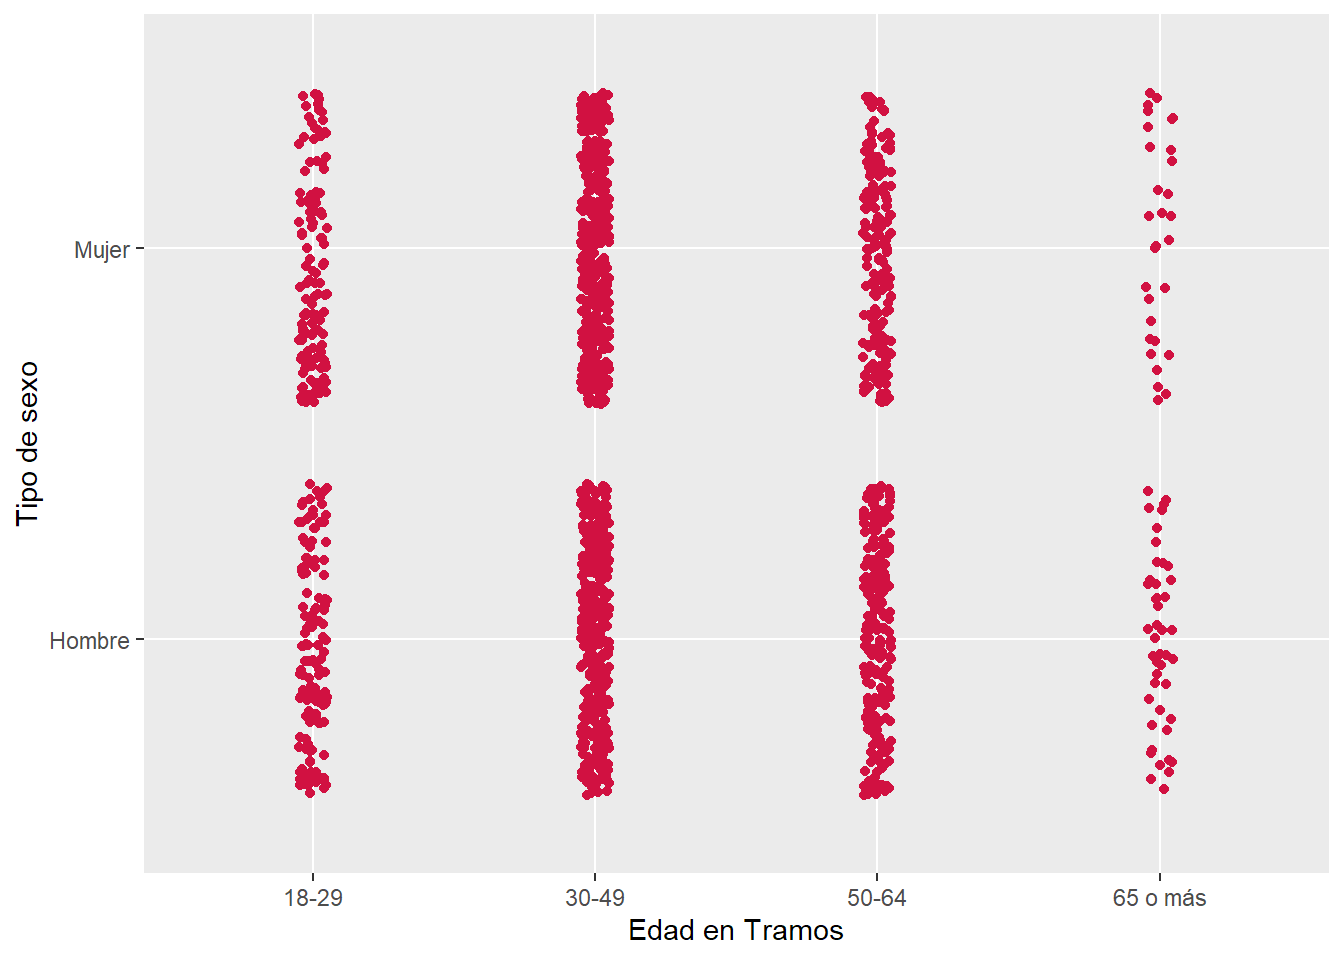 Tipo de sexo
Mujer
Hombre
18-29
30-49
50-64
65 o más
Edad en Tramos